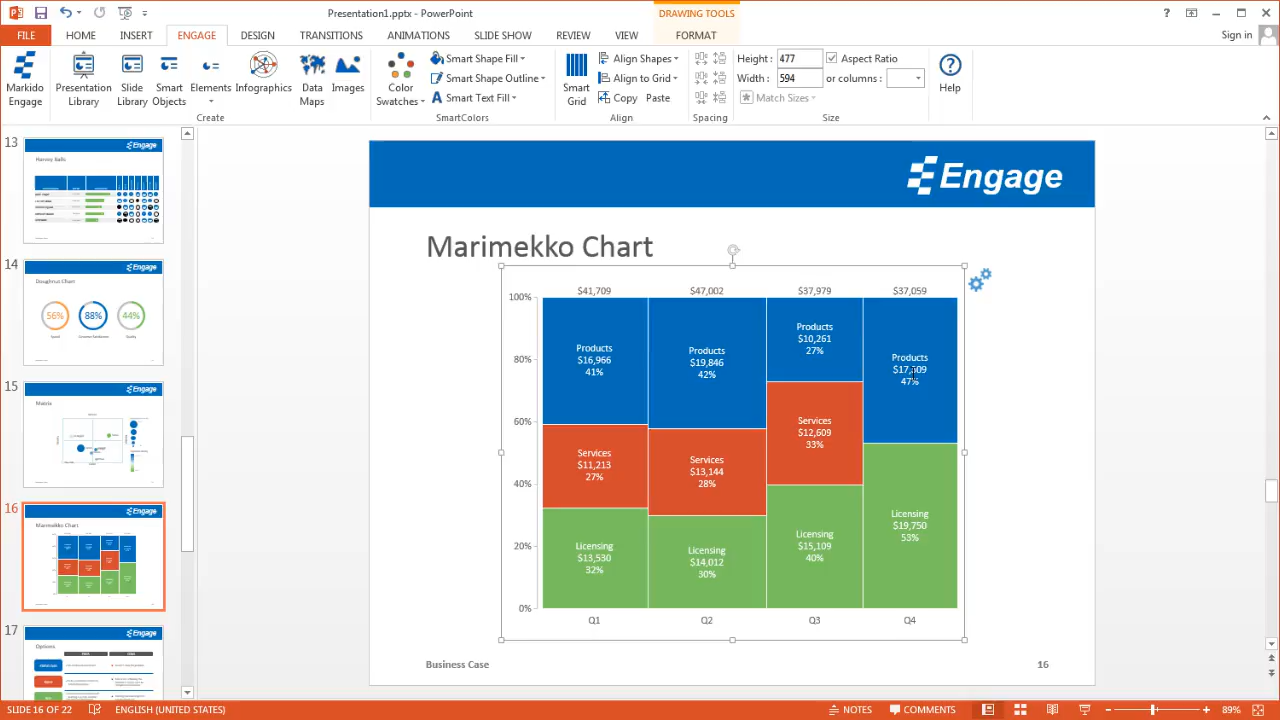 Presentation1.pptx - PowerPoint
DRAWING TOOLS
?
FILE HOME INSERT ENGAGE DESIGN TRANSITIONS ANIMATIONS SLIDE SHOW REVIEW VIEW FORMAT Sign in
Markido Engage
Presentation Library
Slide Library
Smart Objects
Elements
Infographics
Data Maps
Images
Create
Color Swatches
Smart Shape Fill
Smart Shape Outline
A Smart Text Fill
SmartColors
Smart Grid
Align Shapes
Align to Grid
Copy Paste
Align
Spacing
Height: 477 Aspect Ratio
Width: 594 or columns:
Match Sizes
Size
? Help
13
Engage
Harvey Balls
14
Engage
Doughnut Chart
56% 88% 44%
15
Engage
Matrix
16
Engage
Marimekko Chart
17
Engage
Options
Engage
Marimekko Chart
$41,709 $47,002 $37,979 $37,059
100%
80%
60%
40%
20%
0%
Products
$16,966
41%
Services
$11,213
27%
Licensing
$13,530
32%
Products
$19,846
42%
Services
$13,144
28%
Licensing
$14,012
30%
Products
$10,261
27%
Services
$12,609
33%
Licensing
$15,109
40%
Products
47%
Licensing
$19,750
53%
Q1 Q2 Q3 Q4
Business Case 16
SLIDE 16 OF 22 ENGLISH (UNITED STATES) NOTES COMMENTS 89%